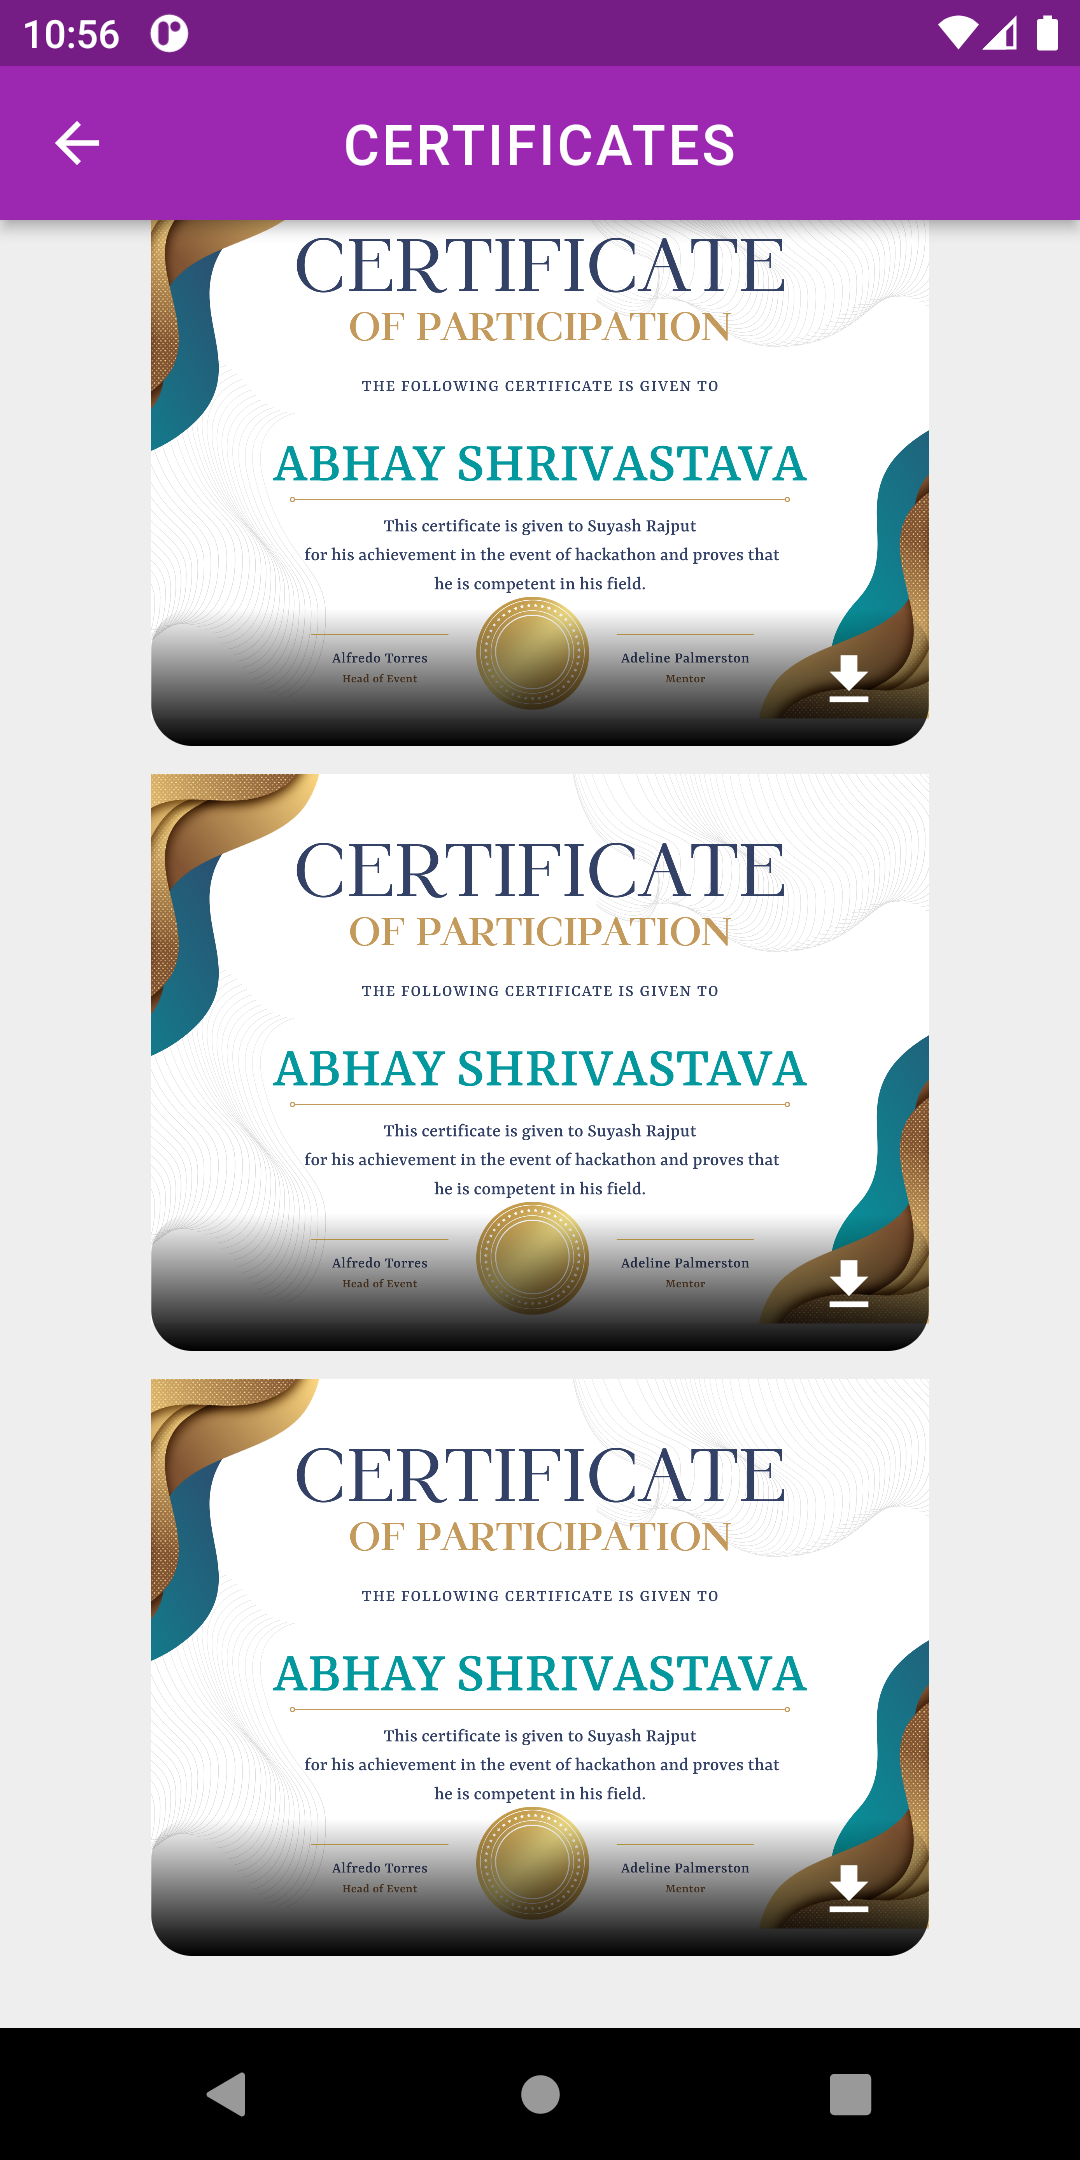 10:56
CERTIFICATES
CERTIFICATE
OF PARTICIPATION
THE FOLLOWING CERTIFICATE IS GIVEN TO
ABHAY SHRIVASTAVA
This certificate is given to Suyash Rajput
for his achievement in the event of hackathon and proves that
he is competent in his field.
Alfredo Torres
Head of Event
Adeline Palmerston
Mentor
CERTIFICATE
OF PARTICIPATION
THE FOLLOWING CERTIFICATE IS GIVEN TO
ABHAY SHRIVASTAVA
This certificate is given to Suyash Rajput
for his achievement in the event of hackathon and proves that
he is competent in his field.
Alfredo Torres
Head of Event
Adeline Palmerston
Mentor
CERTIFICATE
OF PARTICIPATION
THE FOLLOWING CERTIFICATE IS GIVEN TO
ABHAY SHRIVASTAVA
This certificate is given to Suyash Rajput
for his achievement in the event of hackathon and proves that
he is competent in his field.
Alfredo Torres
Head of Event
Adeline Palmerston
Mentor